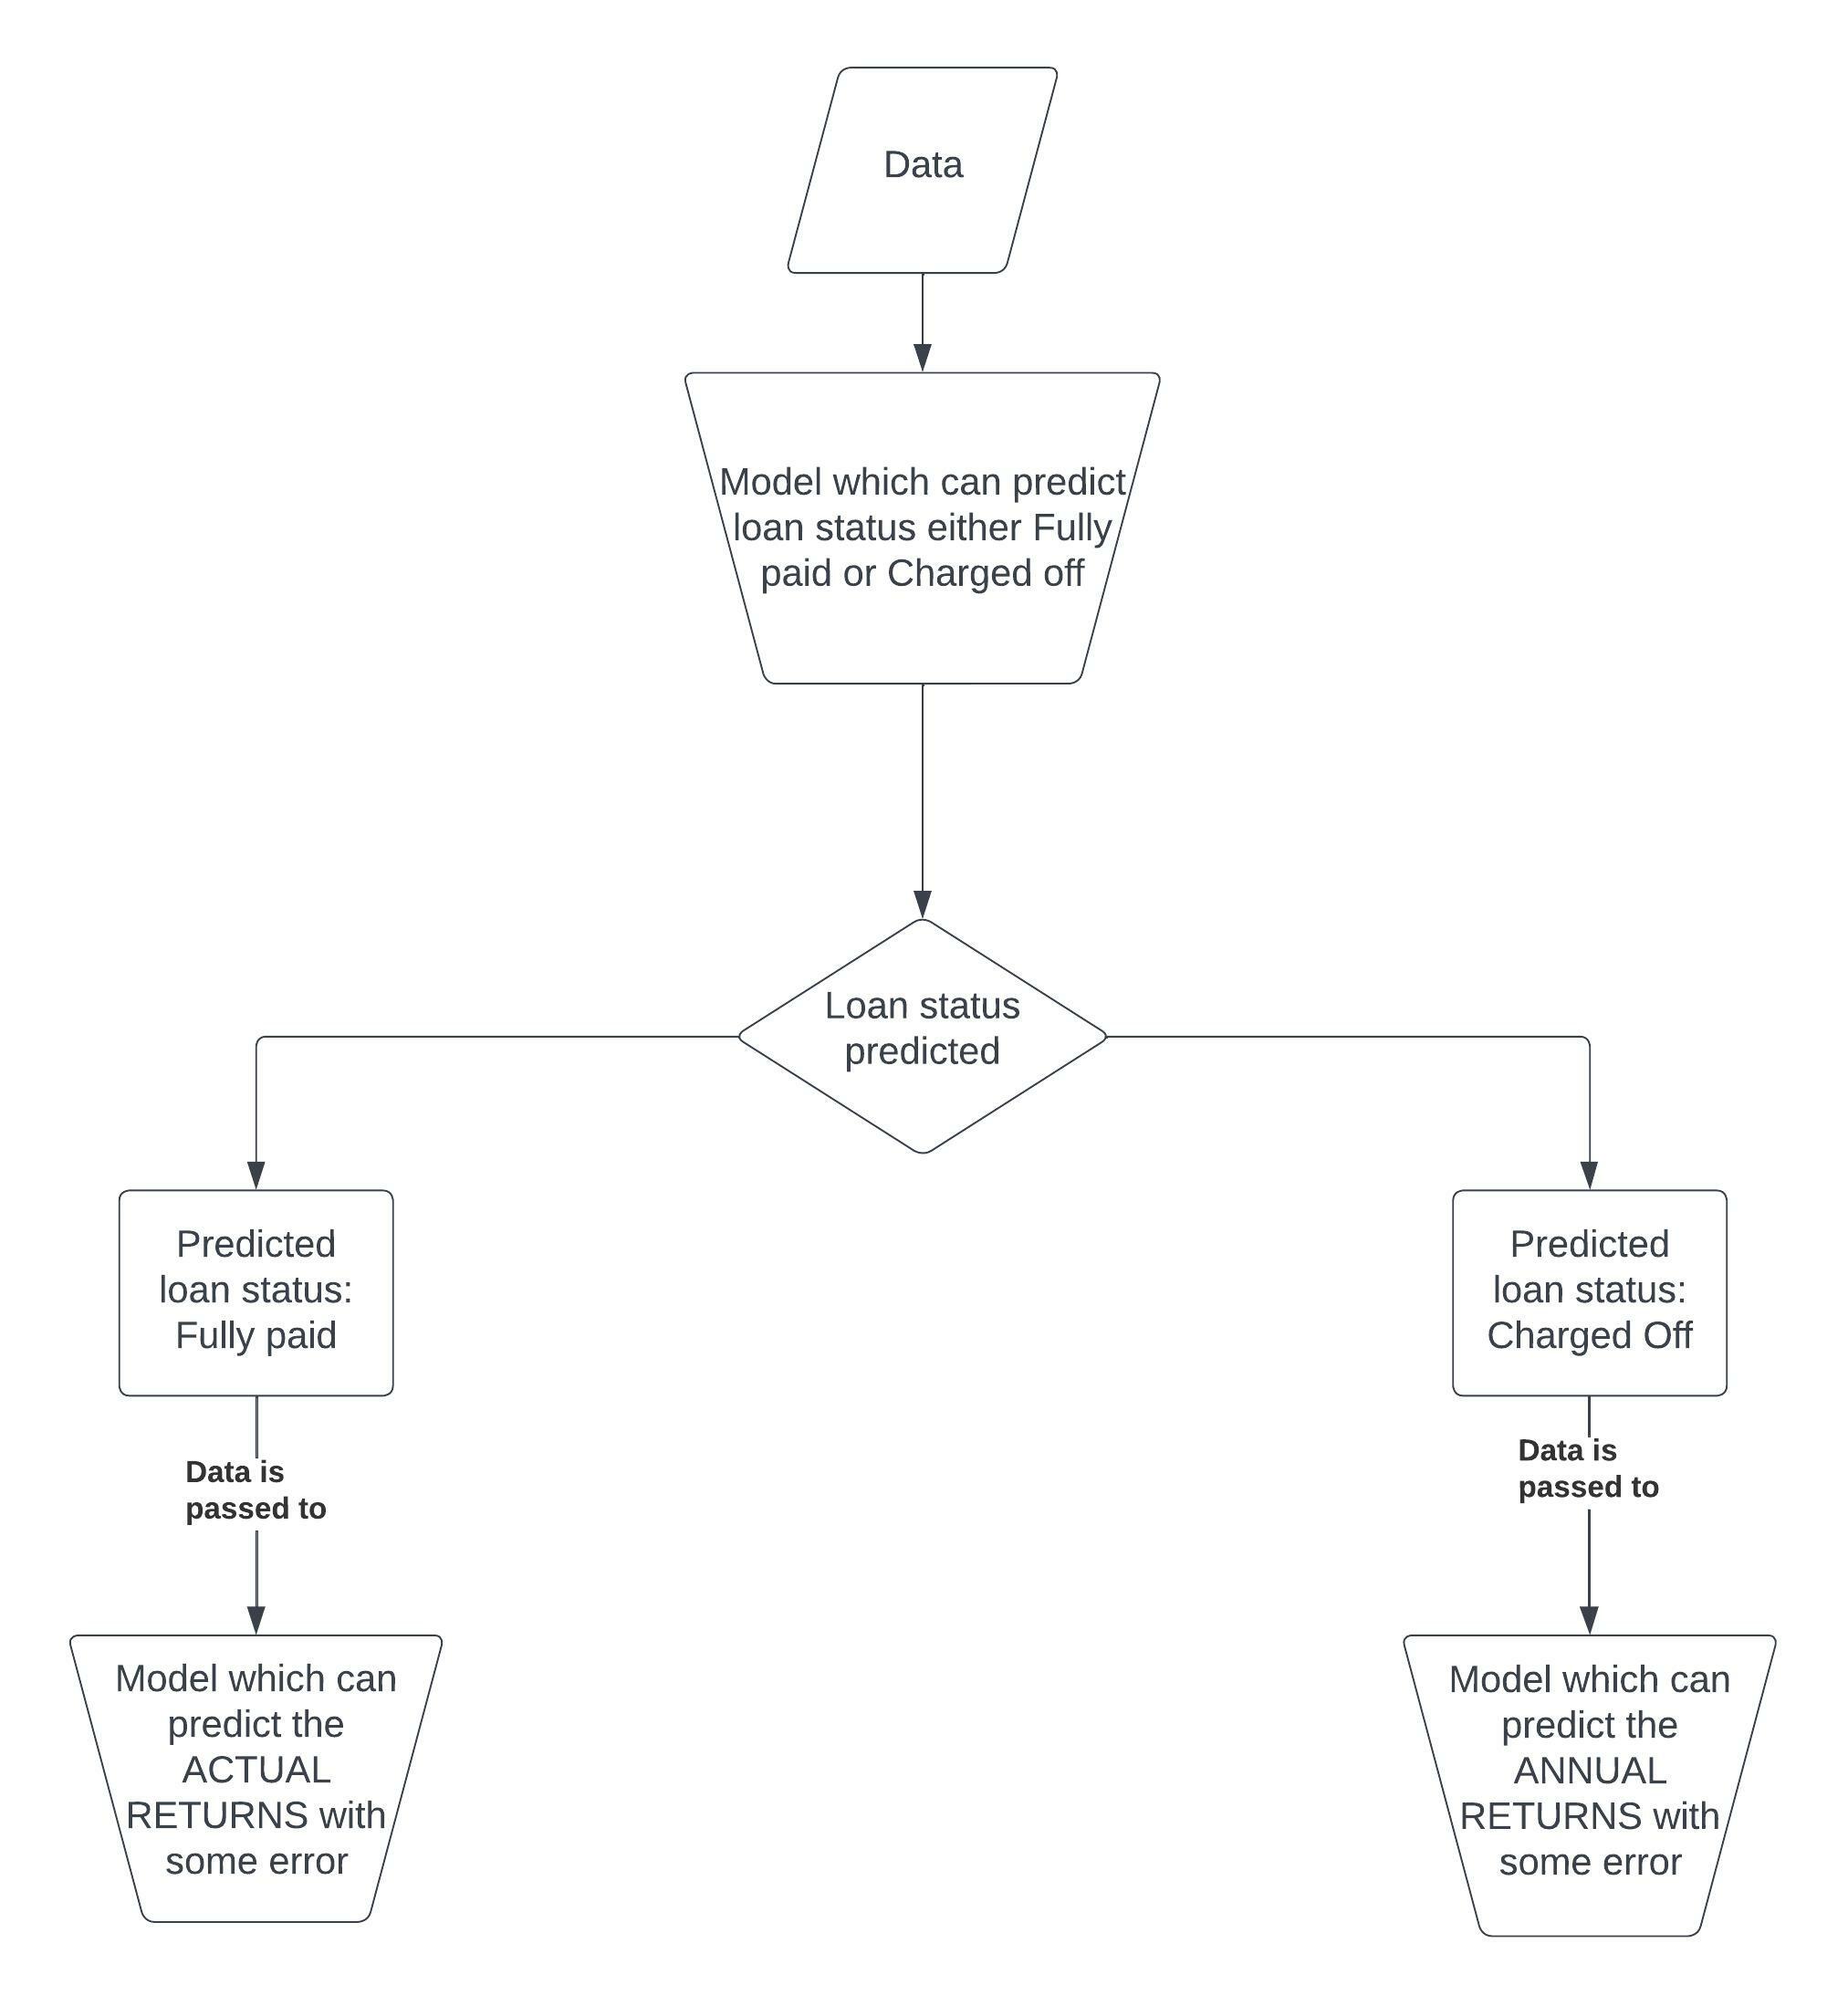 Data
Model which can predict
loan status either Fully
paid or Charged off
Loan status
predicted
Predicted
loan status:
Fully paid
Predicted
loan status:
Charged Off
Data is
passed to
Data is
passed to
Model which can
predict the
ACTUAL
RETURNS with
some error
Model which can
predict the
ANNUAL
RETURNS with
some error